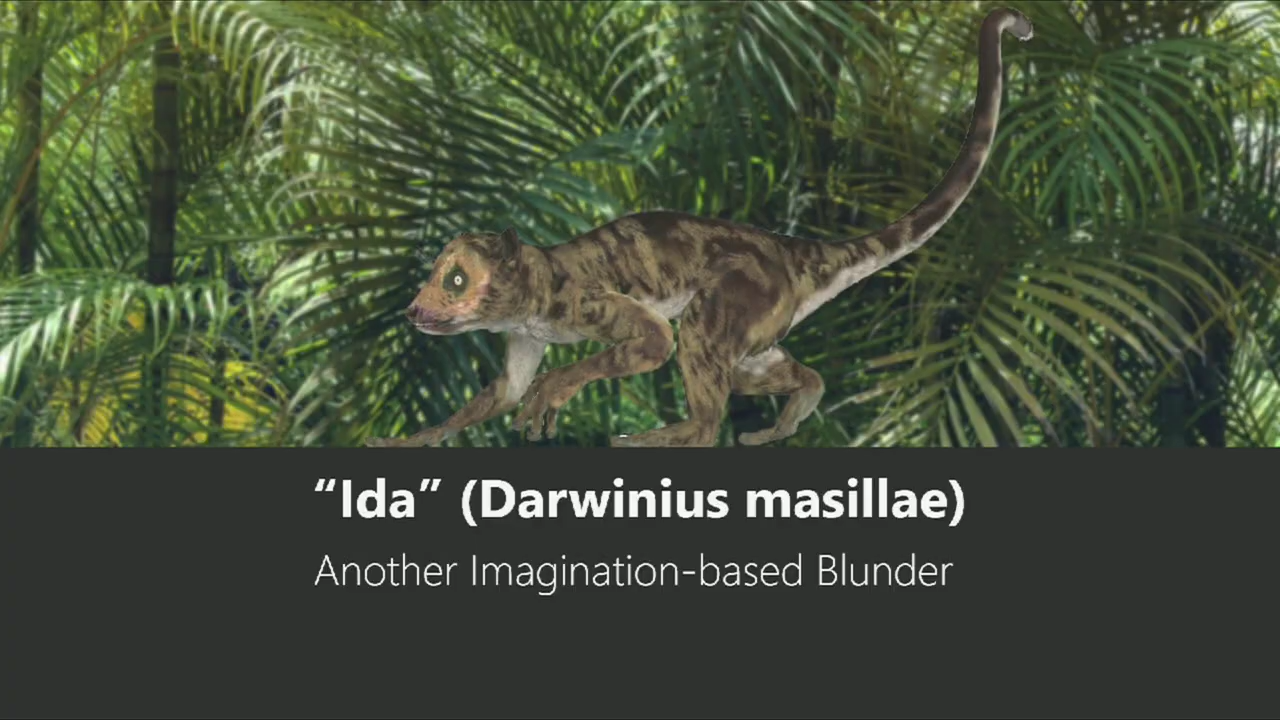 “Ida” (Darwinius masillae)
Another Imagination-based Blunder